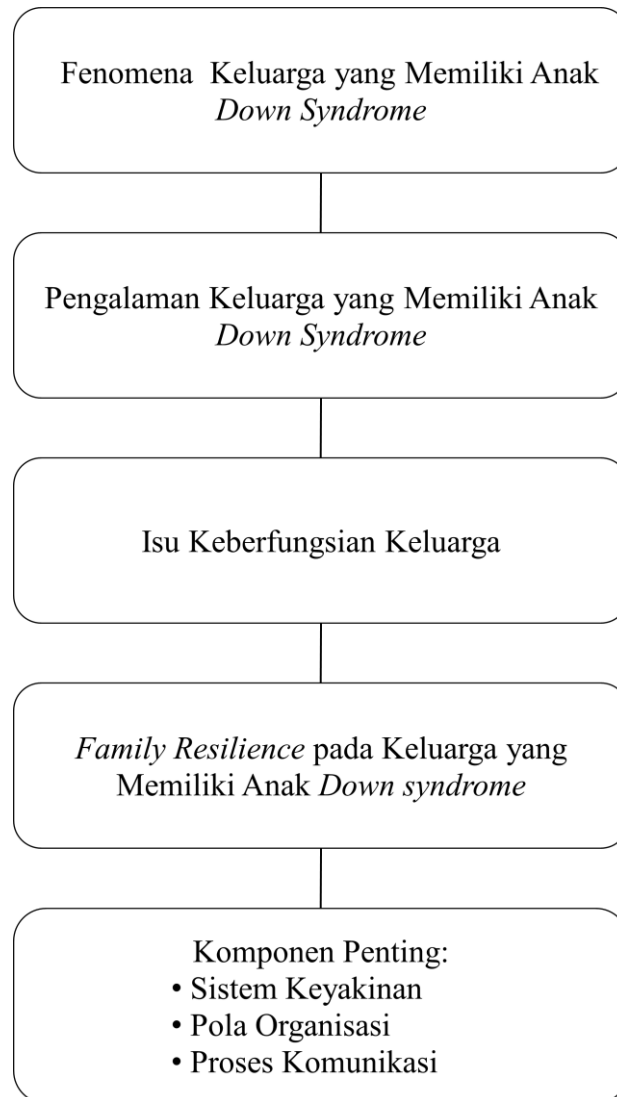 Fenomena Keluarga yang Memiliki Anak
Down Syndrome
Pengalaman Keluarga yang Memiliki Anak
Down Syndrome
Isu Keberfungsian Keluarga
Family Resilience pada Keluarga yang
Memiliki Anak Down syndrome
Komponen Penting:
• Sistem Keyakinan
• Pola Organisasi
• Proses Komunikasi